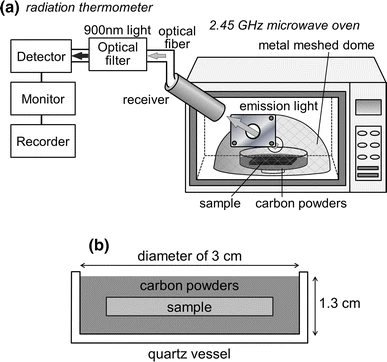 (a) radiation thermometer
900nm light
optical
fiber
2.45 GHz microwave oven
metal meshed dome
Detector
Optical
filter
receiver
emission light
Monitor
Recorder
sample
carbon powders
(b)
diameter of 3 cm
carbon powders
sample
1.3 cm
quartz vessel